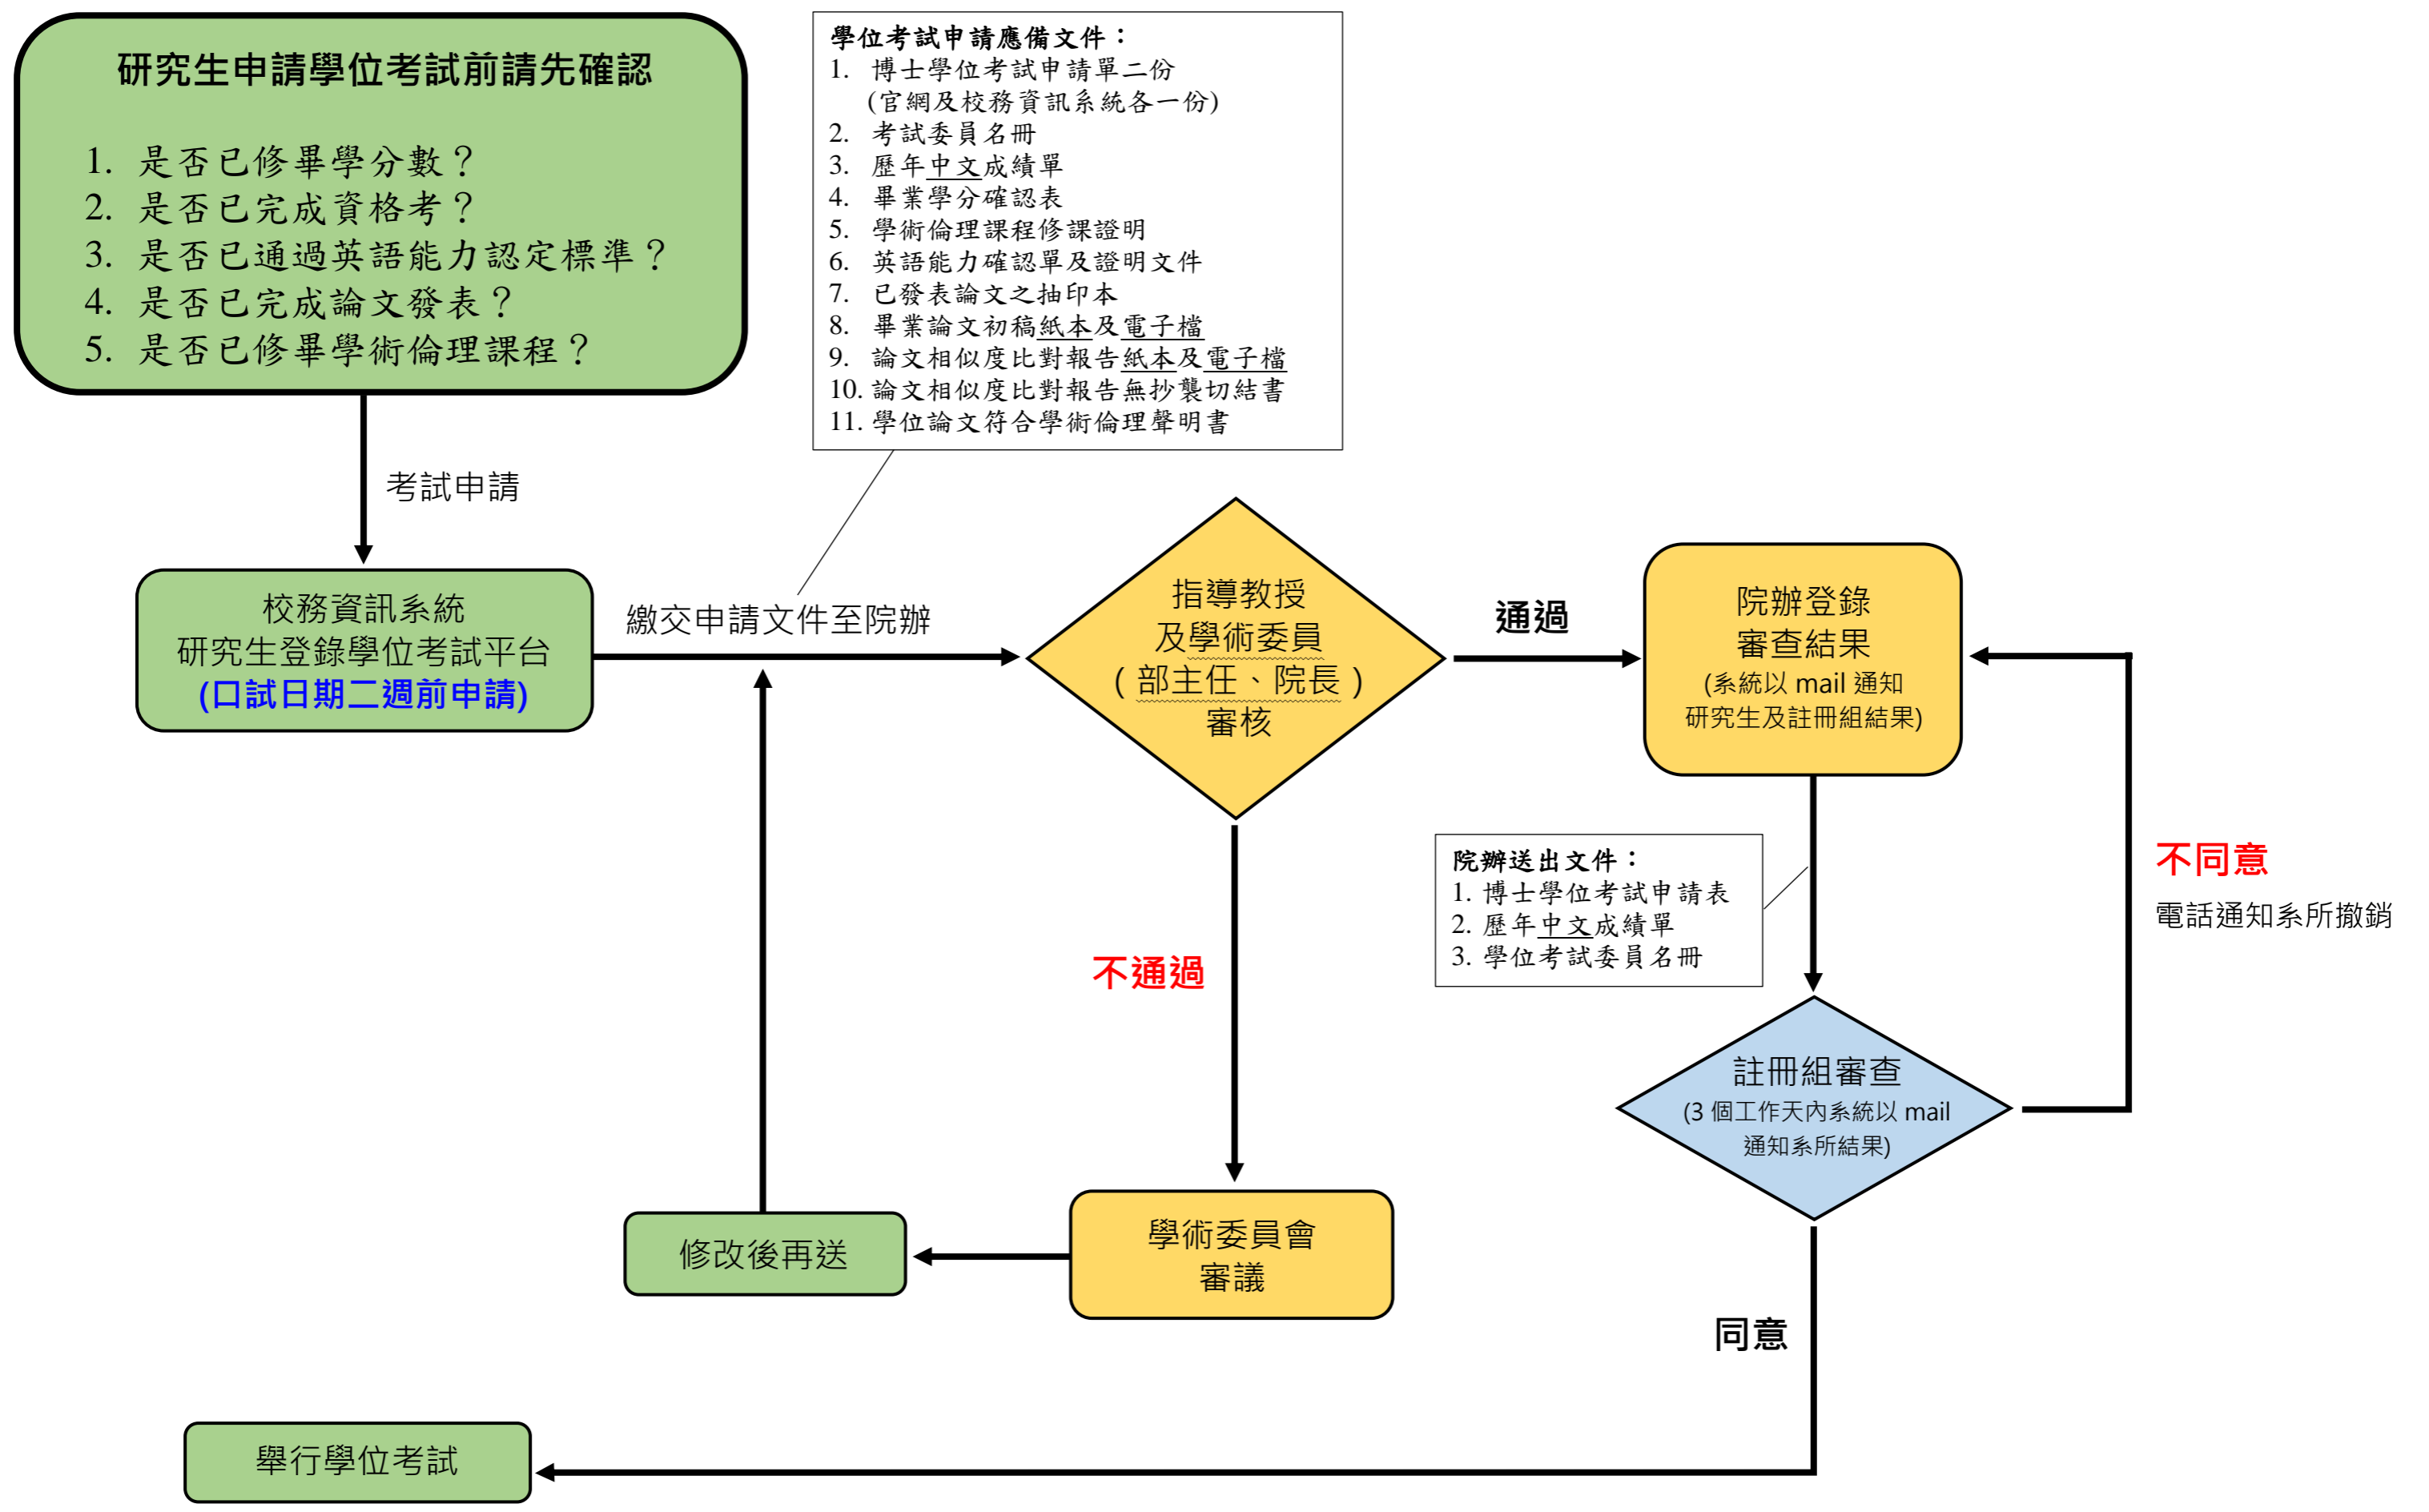 研究生申請學位考試前請先確認
1. 是否已修畢學分數？
2. 是否已完成資格考？
3. 是否已通過英語能力認定標準？
4. 是否已完成論文發表？
5. 是否已修畢學術倫理課程？
學位考試申請應備文件：
1. 博士學位考試申請單二份
(官網及校務資訊系統各一份)
2. 考試委員名冊
3. 歷年中文成績單
4. 畢業學分確認表
5. 學術倫理課程修課證明
6. 英語能力確認單及證明文件
7. 已發表論文之抽印本
8. 畢業論文初稿紙本及電子檔
9. 論文相似度比對報告紙本及電子檔
10. 論文相似度比對報告無抄襲切結書
11. 學位論文符合學術倫理聲明書
考試申請
校務資訊系統
研究生登錄學位考試平台
(口試日期二週前申請)
繳交申請文件至院辦
指導教授
及學術委員
(部主任、院長)
審核
通過
院辦登錄
審查結果
(系統以 mail 通知
研究生及註冊組結果)
院辦送出文件：
1. 博士學位考試申請表
2. 歷年中文成績單
3. 學位考試委員名冊
不同意
電話通知系所撤銷
不通過
註冊組審查
(3 個工作天內系統以 mail
通知系所結果)
學術委員會
審議
修改後再送
同意
舉行學位考試